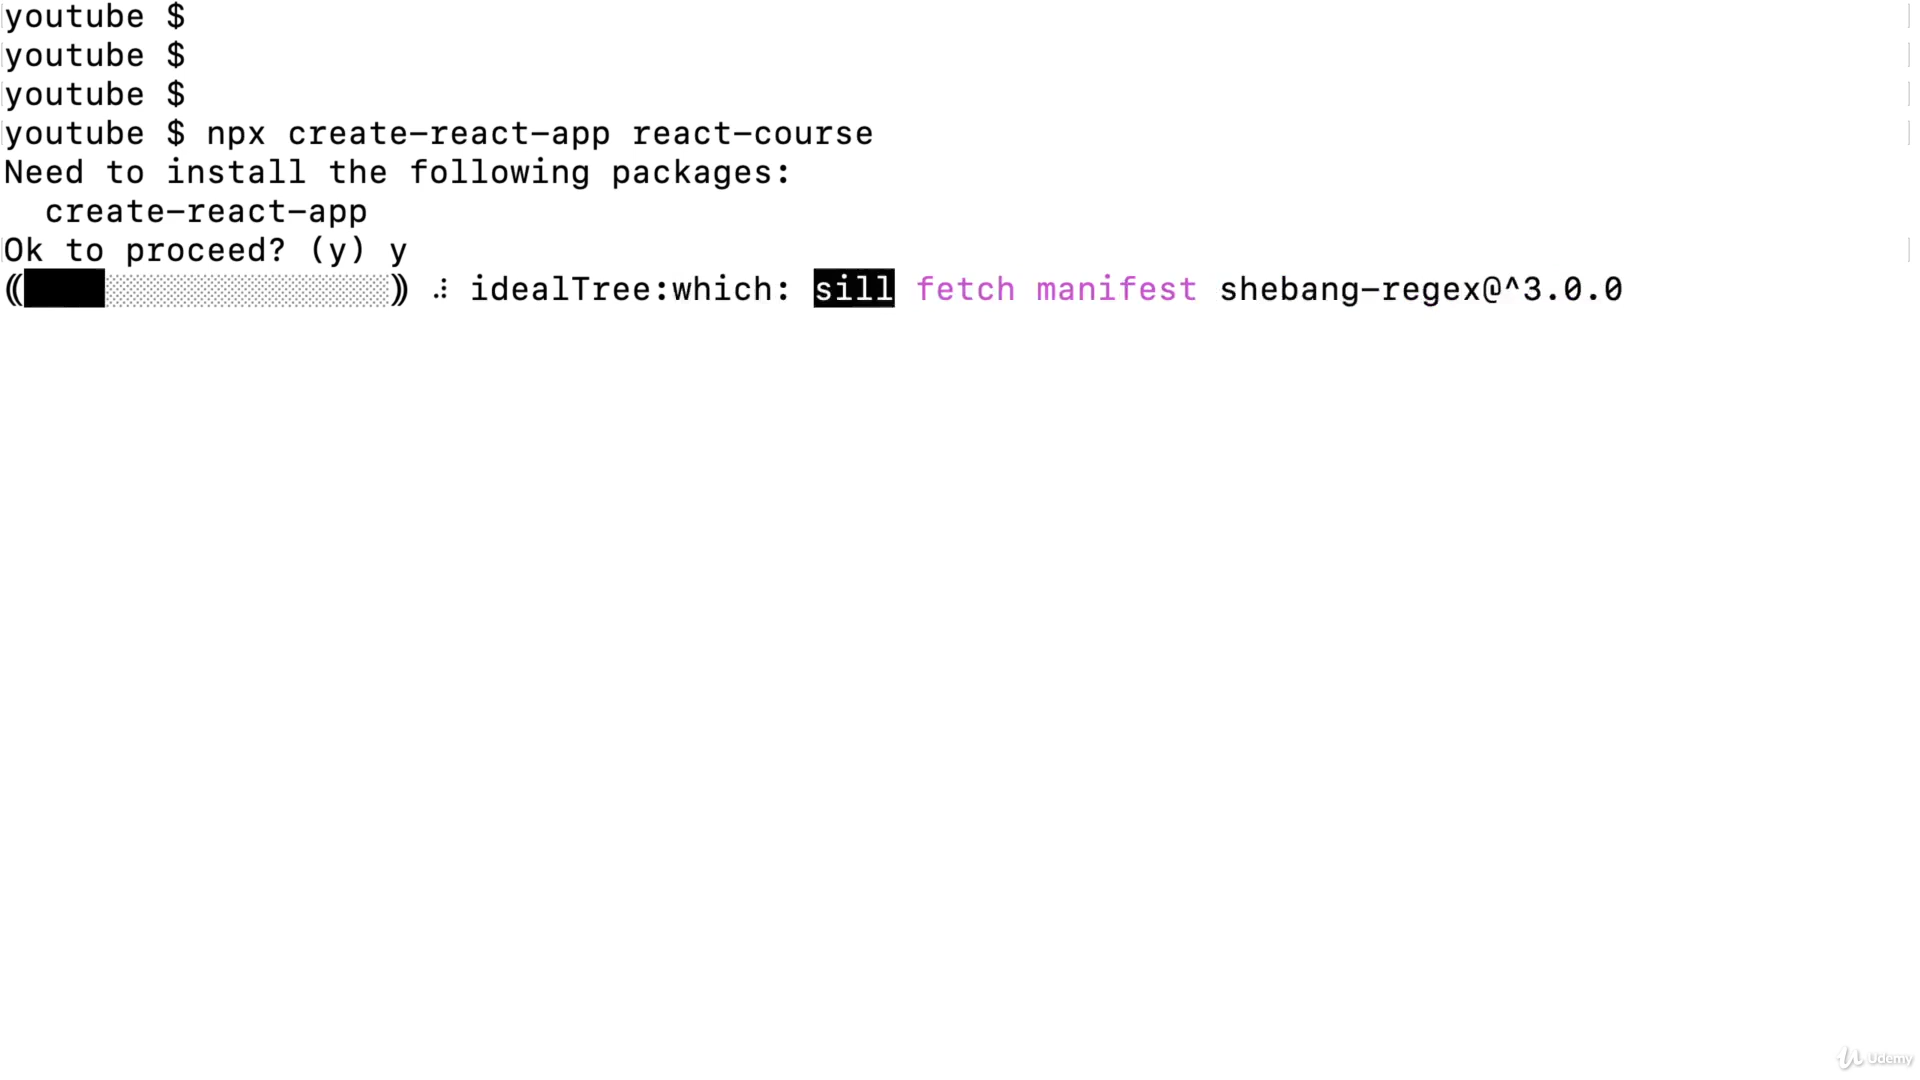 youtube $
youtube $
youtube $
youtube $ npx create-react-app react-course
Need to install the following packages:
  create-react-app
Ok to proceed? (y) y
idealTree:which: sill fetch manifest shebang-regex@^3.0.0
Udemy